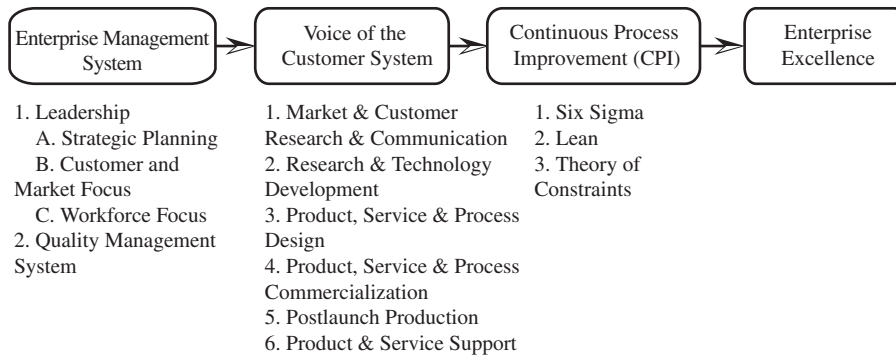 Enterprise Management
System
Voice of the
Customer System
Continuous Process
Improvement (CPI)
Enterprise
Excellence
1. Leadership
A. Strategic Planning
B. Customer and
Market Focus
C. Workforce Focus
2. Quality Management
System
1. Market & Customer
Research & Communication
2. Research & Technology
Development
3. Product, Service & Process
Design
4. Product, Service & Process
Commercialization
5. Postlaunch Production
6. Product & Service Support
1. Six Sigma
2. Lean
3. Theory of
Constraints